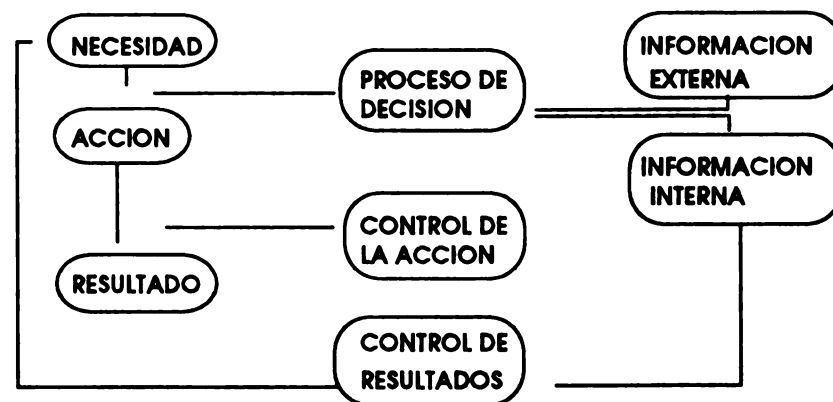 NECESIDAD
INFORMACION
EXTERNA
PROCESO DE
DECISION
ACCION
INFORMACION
INTERNA
CONTROL DE
LA ACCION
RESULTADO
CONTROL DE
RESULTADOS